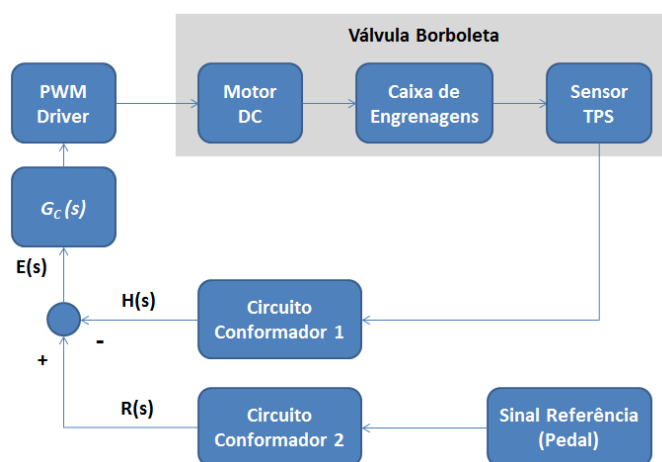 Válvula Borboleta
PWM
Driver
Motor
DC
Caixa de
Engrenagens
Sensor
TPS
G_C(s)
E(s)
H(s)
Circuito
Conformador 1
-
+
R(s)
Circuito
Conformador 2
Sinal Referência
(Pedal)